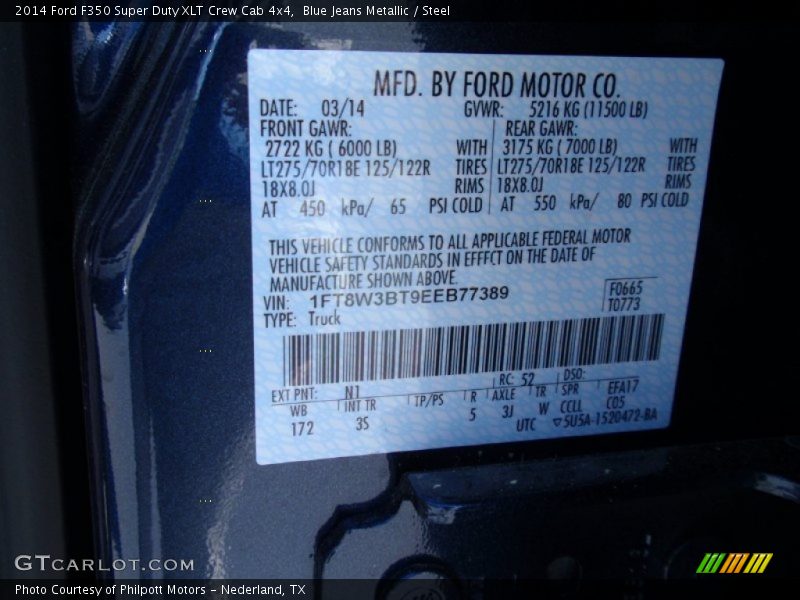 2014 Ford F350 Super Duty XLT Crew Cab 4x4, Blue Jeans Metallic / Steel
MFD. BY FORD MOTOR CO.
DATE: 03/14 GVWR: 5216 KG (11500 LB)
FRONT GAWR: REAR GAWR:
2722 KG ( 6000 LB) WITH 3175 KG ( 7000 LB) WITH
LT275/70R18E 125/122R TIRES LT275/70R18E 125/122R TIRES
18X8.0J RIMS 18X8.0J RIMS
AT 450 kPa/ 65 PSI COLD AT 550 kPa/ 80 PSI COLD
THIS VEHICLE CONFORMS TO ALL APPLICABLE FEDERAL MOTOR
VEHICLE SAFETY STANDARDS IN EFFECT ON THE DATE OF
MANUFACTURE SHOWN ABOVE.
VIN: 1FT8W3BT9EEB77389 F0665
TYPE: Truck T0773
EXT PNT: N1 RC: 52 DSO:
WB INT TR TP/PS R AXLE TR SPR EFA17
172 3S 5 3J W CCLL C05
UTC ▽5U5A-1520472-BA
GTCARLOT.COM
Photo Courtesy of Philpott Motors - Nederland, TX